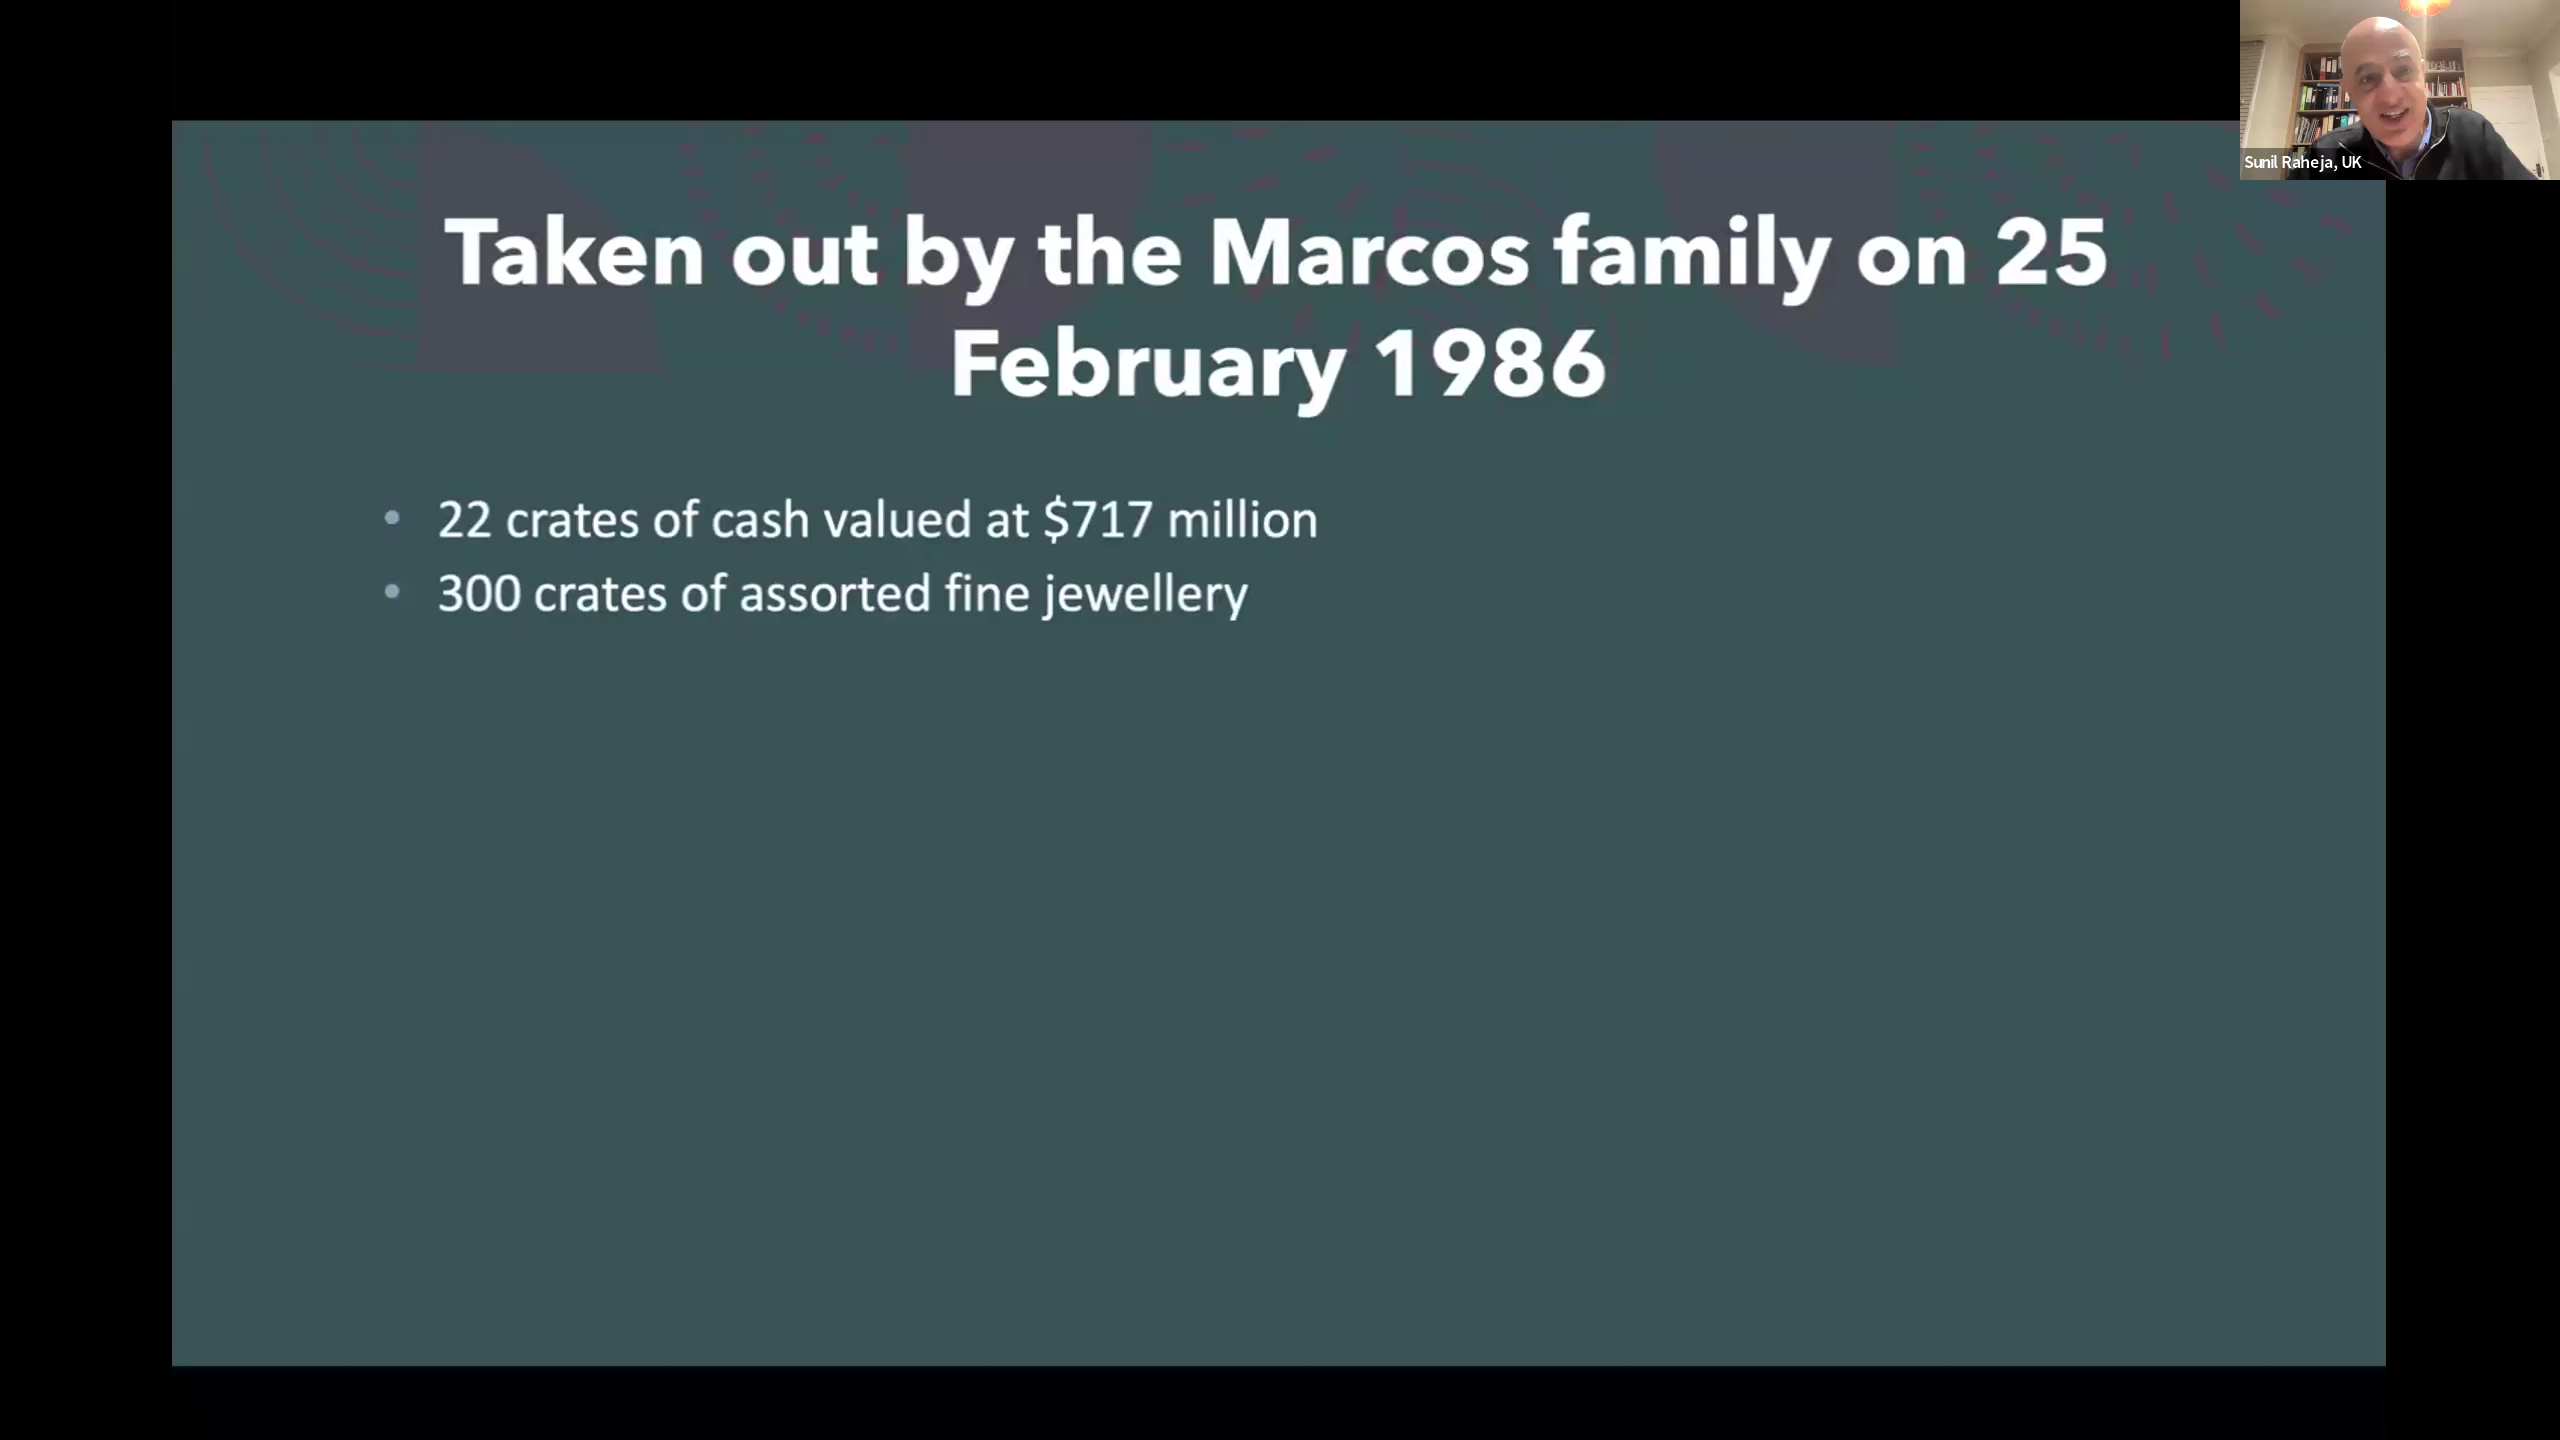 Sunil Raheja, UK
Taken out by the Marcos family on 25
February 1986
• 22 crates of cash valued at $717 million
• 300 crates of assorted fine jewellery